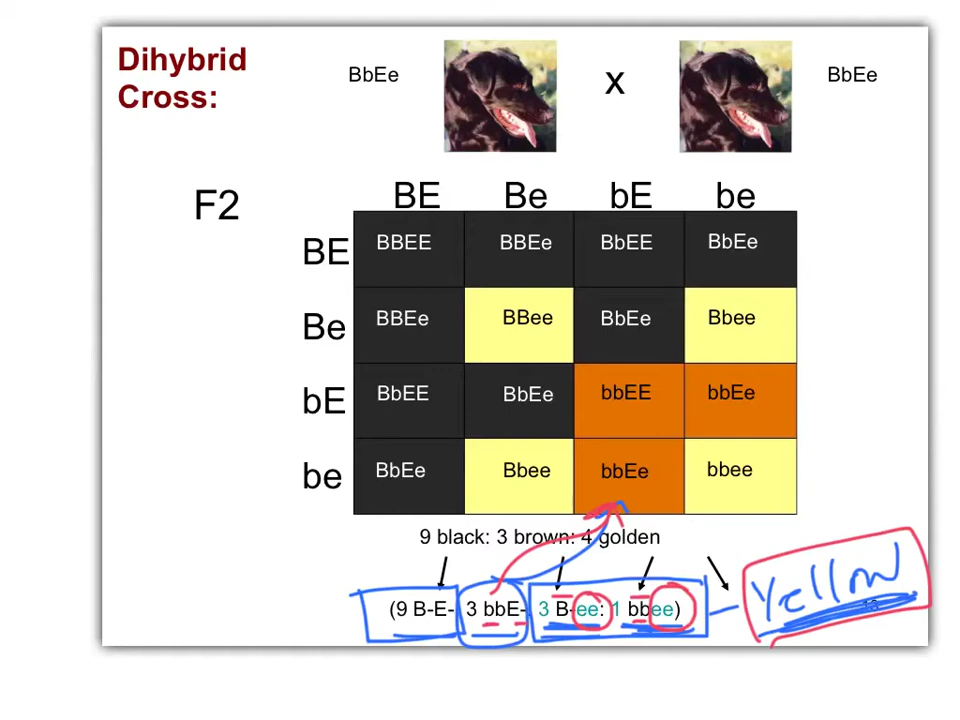 Dihybrid
Cross:
BbEe x BbEe
F2
BE Be bE be
BE BBEE BBEe BbEE BbEe
Be BBEe BBee BbEe Bbee
bE BbEE BbEe bbEE bbEe
be BbEe Bbee bbEe bbee
9 black: 3 brown: 4 golden
(9 B-E- 3 bbE- 3 B-ee: 1 bbee)
Yellow